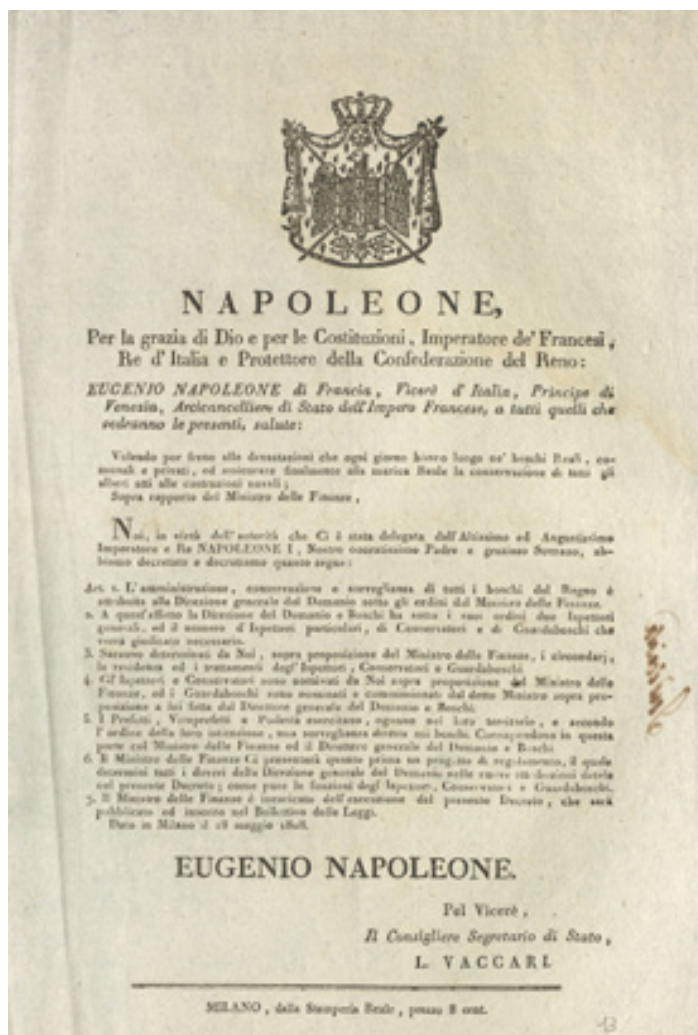 NAPOLEONE,
Per la grazia di Dio e per le Costituzioni, Imperatore de' Francesi,
Re d'Italia e Protettore della Confederazione del Reno:
EUGENIO NAPOLEONE di Francia, Vicerè d'Italia, Principe di
Venezia, Arcicancelliere di Stato dell'Impero Francese, a tutti quelli che
vedranno le presenti, salute:
Volendo por freno alle devastazioni che ogni giorno hanno luogo ne' boschi Reali, co-
munali e privati, ed assicurare finalmente alla marica Reale la conservazione di tutti gli
alberi atti alle costruzioni navali;
Sopra rapporto del Ministro delle Finanze,
Noi, in virtù dell'autorità che Ci è stata delegata dall'Altissimo ed Augustissimo
Imperatore e Re NAPOLEONE I, Nostro onoratissimo Padre e grazioso Sovrano, ab-
biamo decretato e decretiamo quanto segue:
Art. 1. L'amministrazione, conservazione e sorveglianza di tutti i boschi del Regno è
attribuita alla Direzione generale del Demanio sotto gli ordini del Ministro delle Finanze.
2. A quest'effetto la Direzione del Demanio e Boschi ha sotto i suoi ordini due Ispettori
generali, ed il numero d'Ispettori particolari, di Conservatori e di Guardaboschi che
verrà giudicato necessario.
3. Saranno determinati da Noi, sopra proposizione del Ministro delle Finanze, i circondarj,
la residenza ed i trattamenti degl'Ispettori, Conservatori e Guardaboschi.
4. Gl'Ispettori e Conservatori sono nominati da Noi sopra proposizione del Ministro delle
Finanze, ed i Guardaboschi sono nominati e commissionati dal detto Ministro sopra pro-
posizione a lui fatta dal Direttore generale del Demanio e Boschi.
5. I Prefetti, Viceprefetti e Podestà esercitano, ognuno nel loro territorio, e secondo
l'ordine della loro istituzione, una sorveglianza diretta sui boschi. Corrispondono in questa
parte col Ministro delle Finanze ed il Direttore generale del Demanio e Boschi.
6. Il Ministro delle Finanze Ci presenterà quanto prima un progetto di regolamento, il quale
determini tutti i doveri della Direzione generale del Demanio nelle nuove attribuzioni datele
col presente Decreto; come pure le funzioni degl'Ispettori, Conservatori e Guardaboschi.
7. Il Ministro delle Finanze è incaricato dell'esecuzione del presente Decreto, che sarà
pubblicato ed inserito nel Bollettino delle Leggi.
Dato in Milano il 28 maggio 1808.
EUGENIO NAPOLEONE.
Pel Vicerè,
Il Consigliere Segretario di Stato,
L. VACCARI.
MILANO, dalla Stamperia Reale, prezzo 8 cent.
13